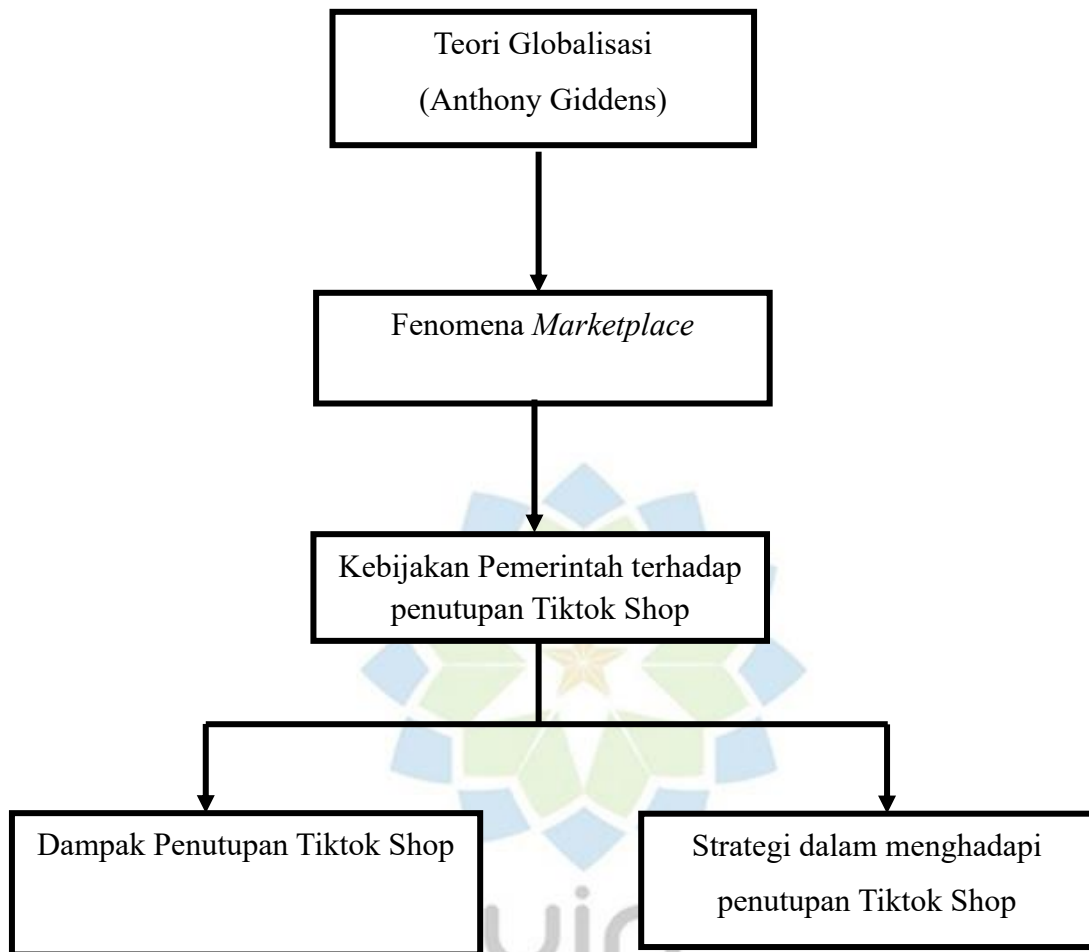 Teori Globalisasi
(Anthony Giddens)
Fenomena Marketplace
Kebijakan Pemerintah terhadap
penutupan Tiktok Shop
Dampak Penutupan Tiktok Shop
Strategi dalam menghadapi
penutupan Tiktok Shop
uin